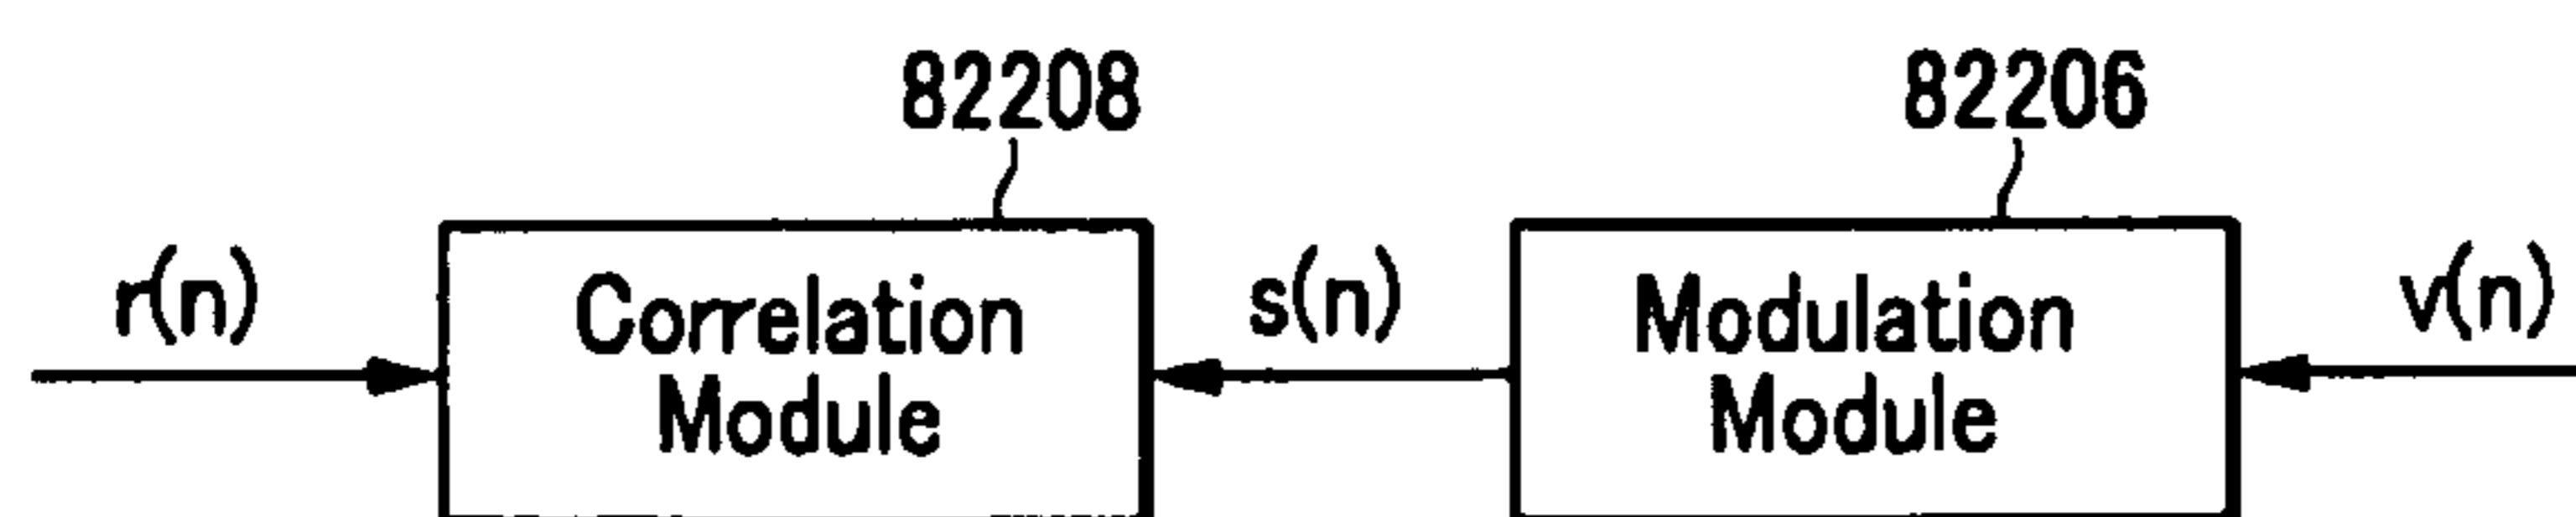 82208
82206
r(n)
Correlation
Module
s(n)
Modulation
Module
v(n)